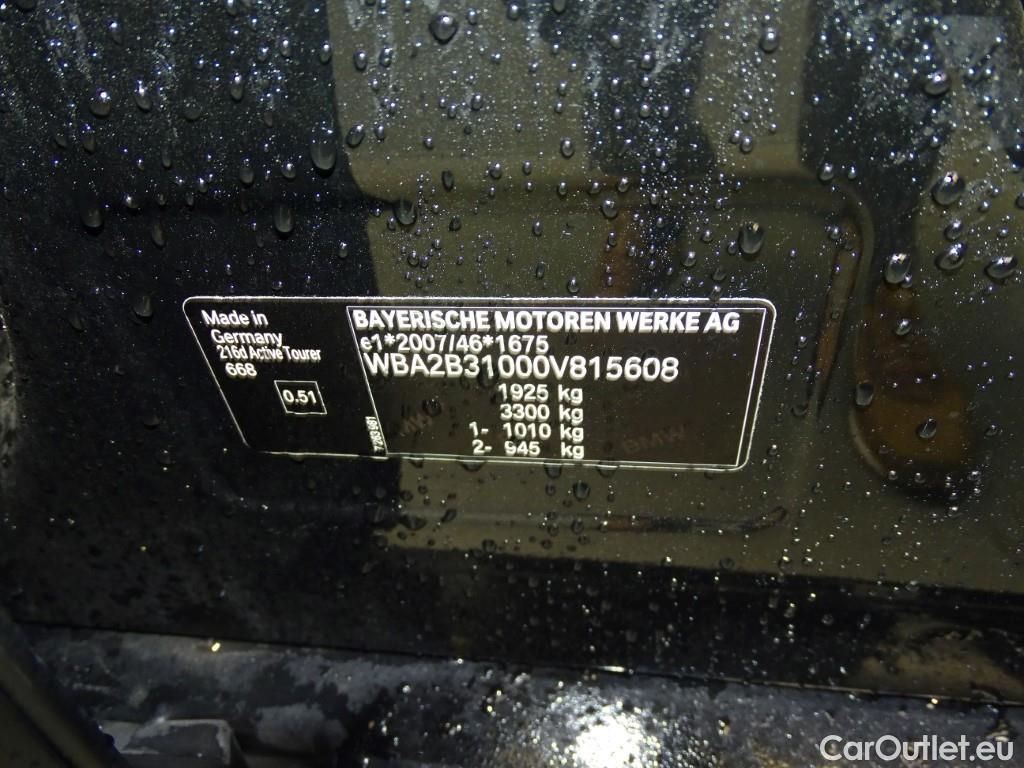 Made in
Germany
216d Active Tourer
668
0.51
BAYERISCHE MOTOREN WERKE AG
e1*2007/46*1675
WBA2B31000V815608
1925 kg
3300 kg
1- 1010 kg
2- 945 kg
BMW
CarOutlet.eu